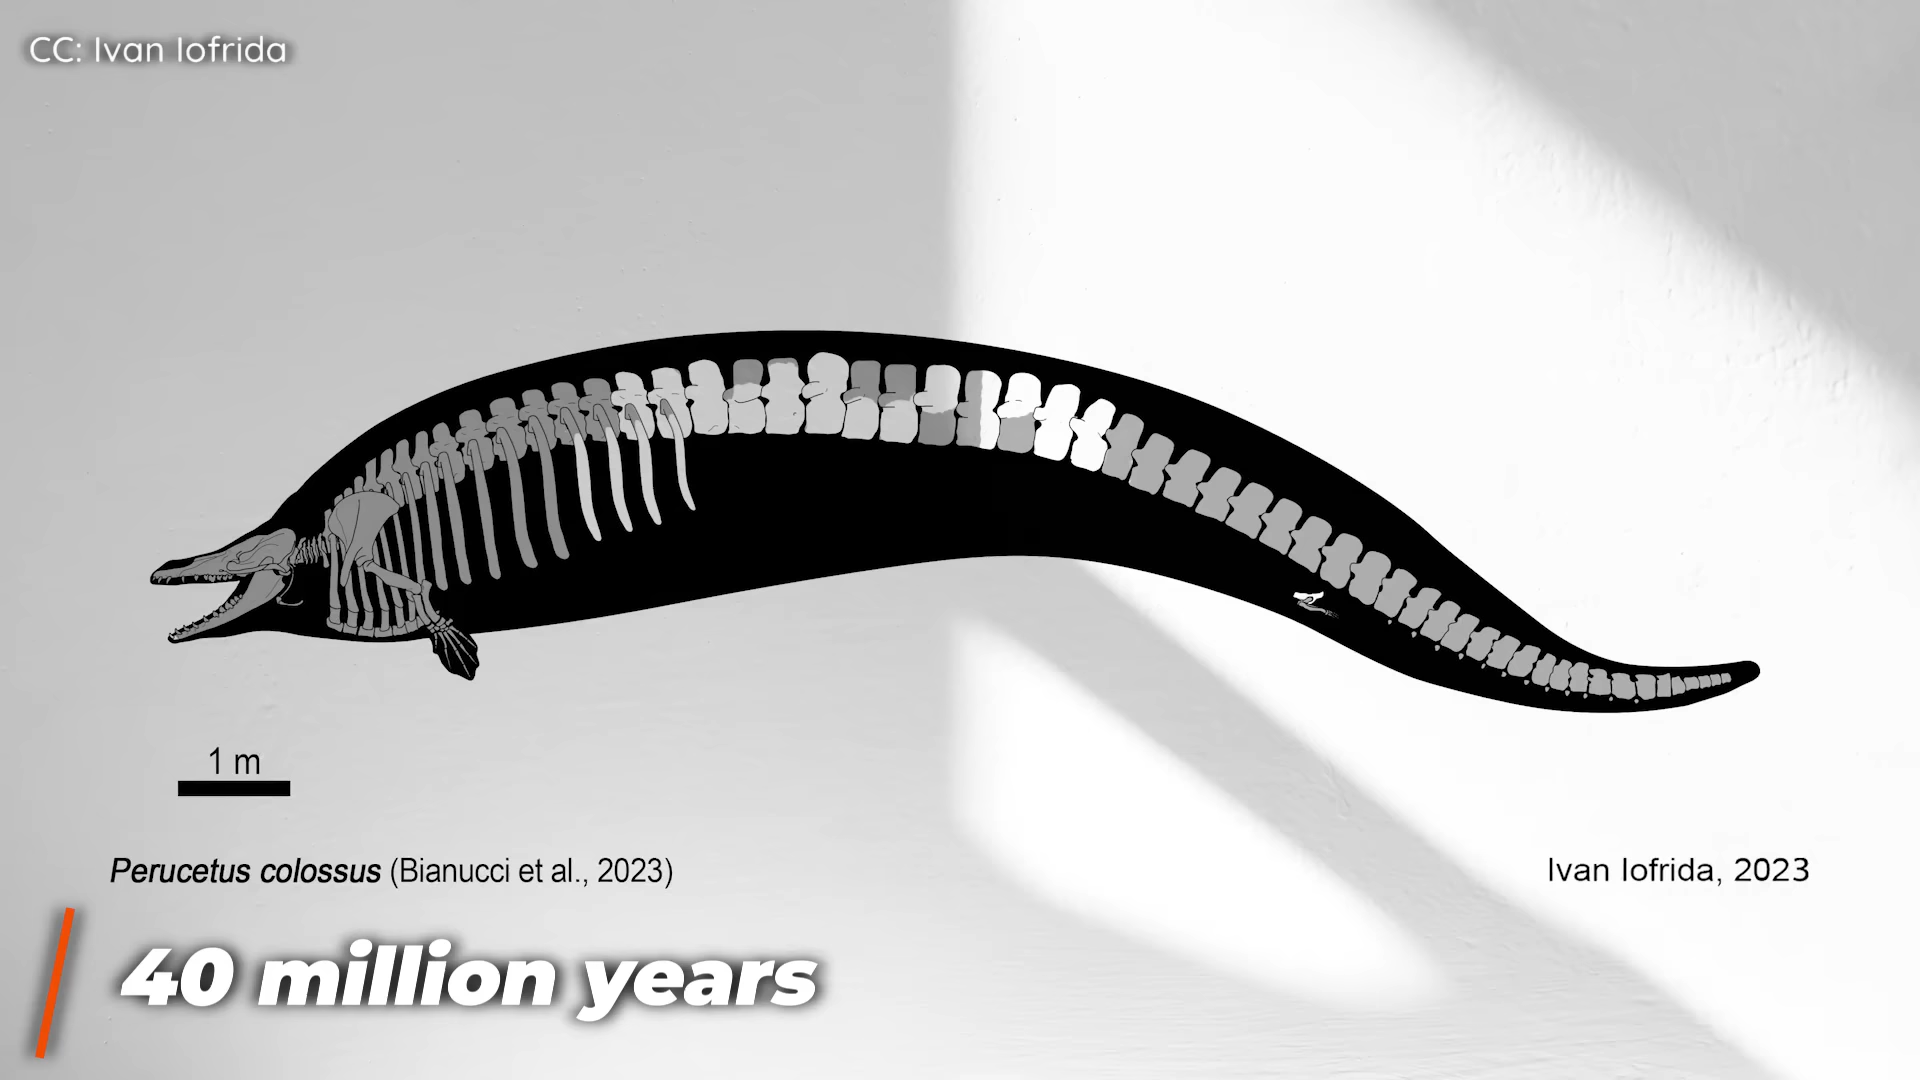 CC: Ivan Iofrida
1 m
Perucetus colossus (Bianucci et al., 2023)
Ivan Iofrida, 2023
40 million years